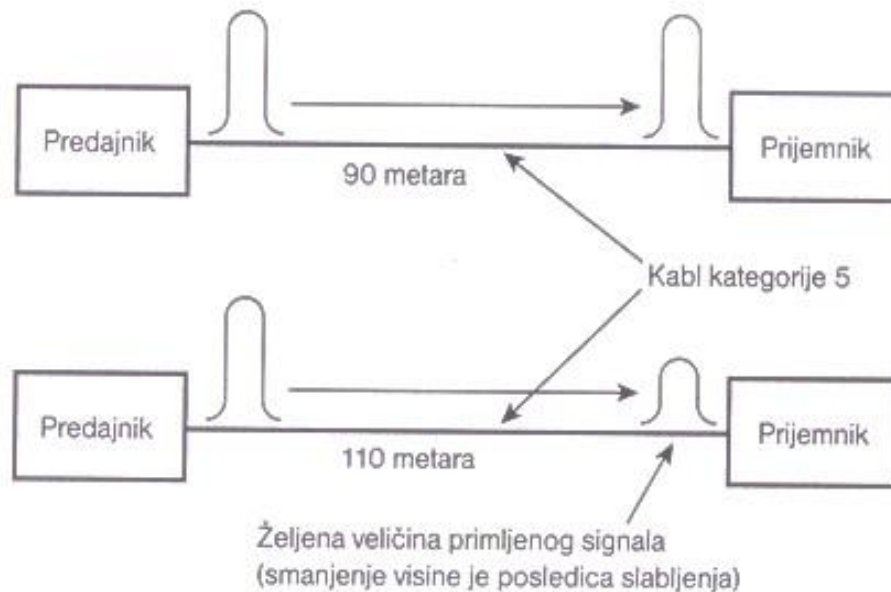 Predajnik
Prijemnik
90 metara
Kabl kategorije 5
Predajnik
Prijemnik
110 metara
Željena veličina primljenog signala
(smanjenje visine je posledica slabljenja)